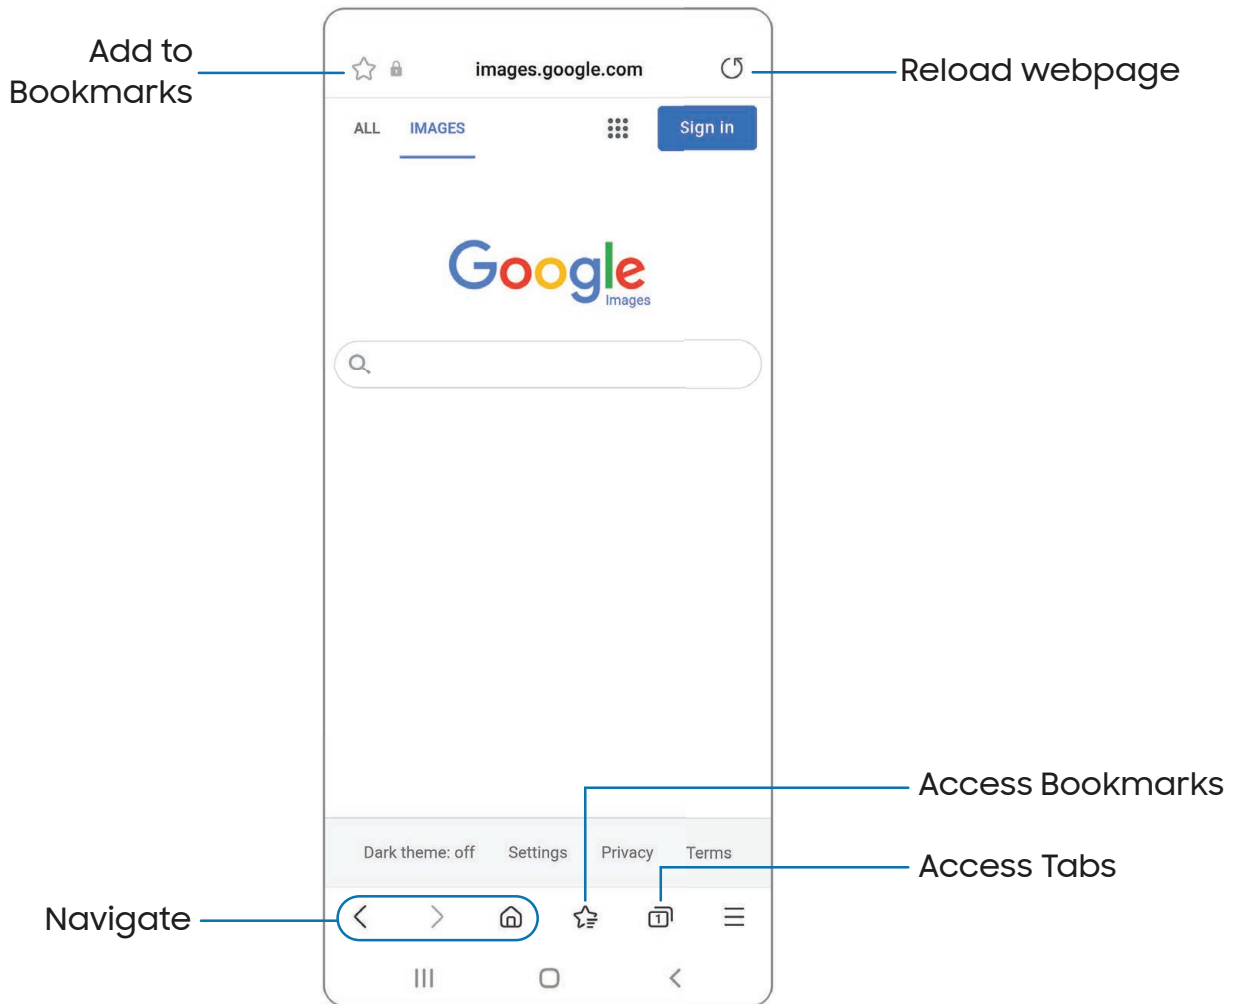 Add to
Bookmarks
images.google.com
Reload webpage
ALL IMAGES
Sign in
Google
Images
Access Bookmarks
Dark theme: off Settings Privacy Terms
Access Tabs
Navigate
1